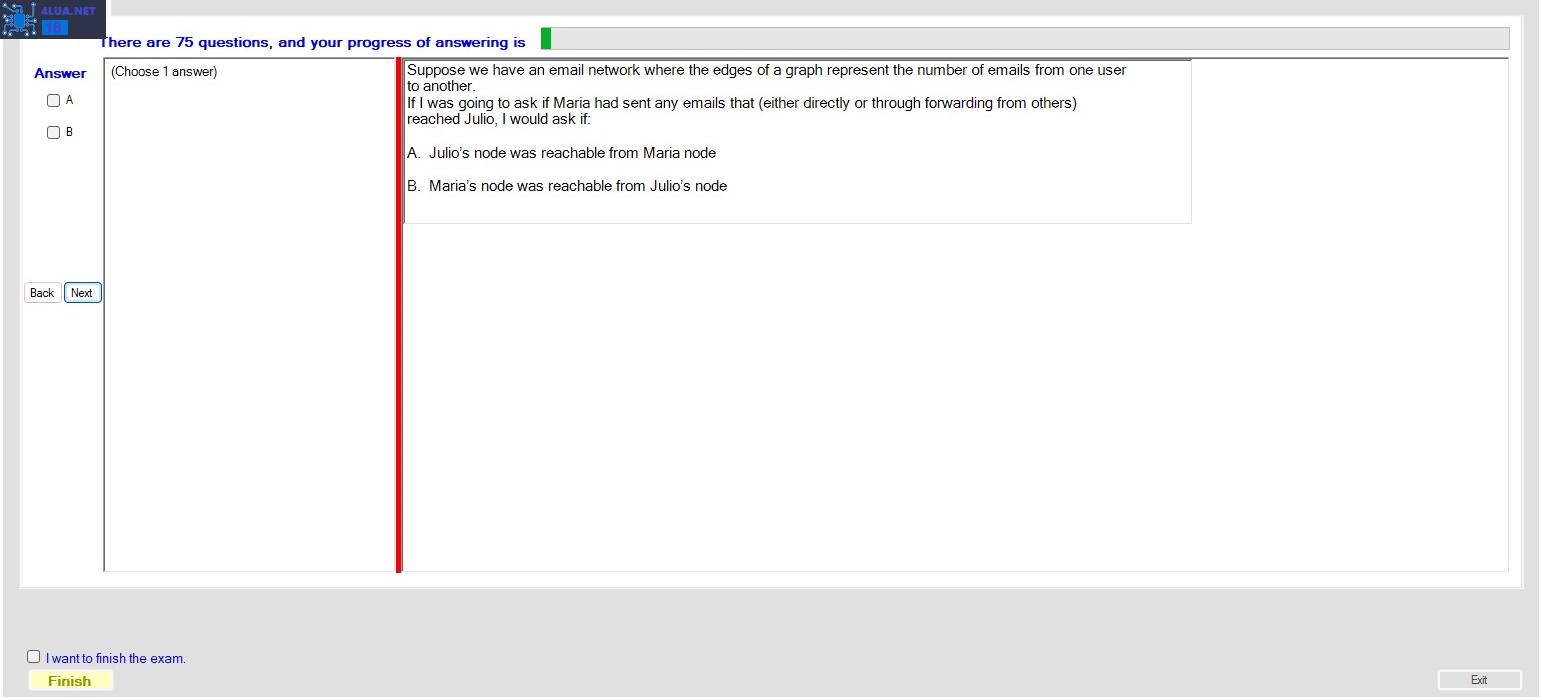 4LUA.NET
18
There are 75 questions, and your progress of answering is
Answer
(Choose 1 answer)
A
B
Suppose we have an email network where the edges of a graph represent the number of emails from one user
to another.
If I was going to ask if Maria had sent any emails that (either directly or through forwarding from others)
reached Julio, I would ask if:
A. Julio's node was reachable from Maria node
B. Maria's node was reachable from Julio's node
Back Next
I want to finish the exam.
Finish
Exit